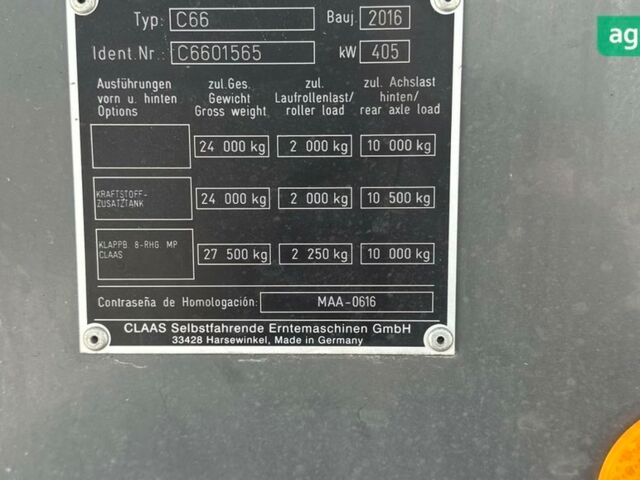 Typ: C66 Bauj. 2016
Ident.Nr.: C6601565 kW 405
Ausführungen vorn u. hinten Options
zul.Ges. Gewicht Gross weight
zul. Laufrollenlast/ roller load
zul. Achslast hinten/ rear axle load
24 000 kg 2 000 kg 10 000 kg
KRAFTSTOFF-
ZUSATZTANK
24 000 kg 2 000 kg 10 500 kg
KLAPPB. 8-RHG. MP
CLAAS
27 500 kg 2 250 kg 10 000 kg
Contraseña de Homologación: MAA-0616
CLAAS Selbstfahrende Erntemaschinen GmbH
33428 Harsewinkel, Made in Germany
ag